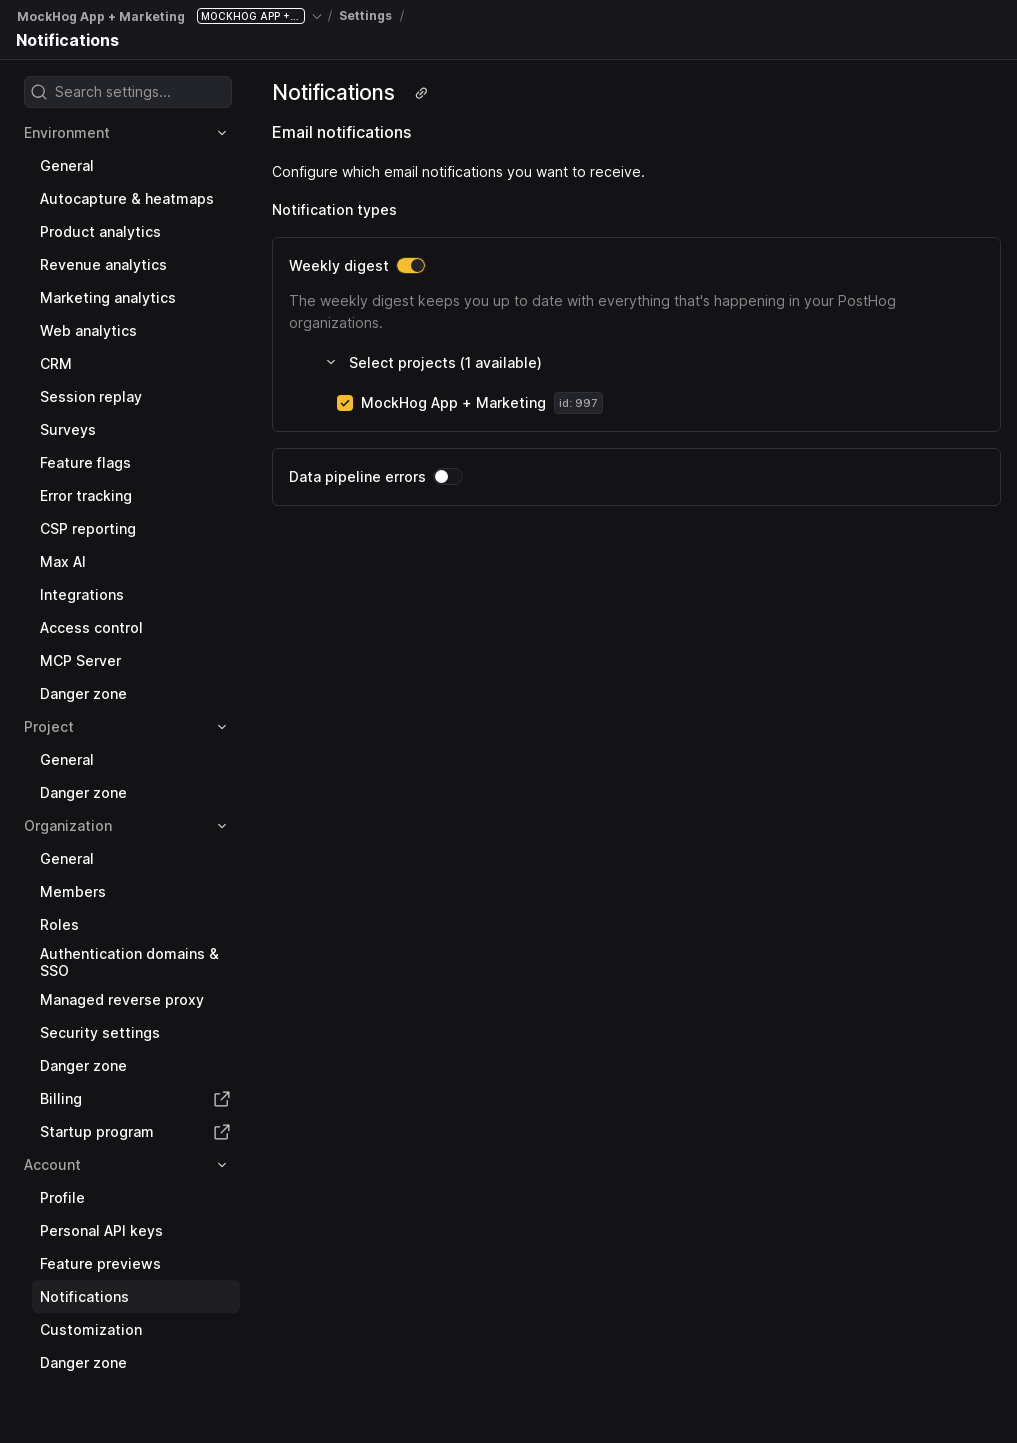 MockHog App + Marketing MOCKHOG APP +... / Settings /
Notifications
Search settings...
Environment
General
Autocapture & heatmaps
Product analytics
Revenue analytics
Marketing analytics
Web analytics
CRM
Session replay
Surveys
Feature flags
Error tracking
CSP reporting
Max AI
Integrations
Access control
MCP Server
Danger zone
Project
General
Danger zone
Organization
General
Members
Roles
Authentication domains &
SSO
Managed reverse proxy
Security settings
Danger zone
Billing
Startup program
Account
Profile
Personal API keys
Feature previews
Notifications
Customization
Danger zone
Notifications
Email notifications
Configure which email notifications you want to receive.
Notification types
Weekly digest
The weekly digest keeps you up to date with everything that's happening in your PostHog
organizations.
Select projects (1 available)
MockHog App + Marketing id: 997
Data pipeline errors